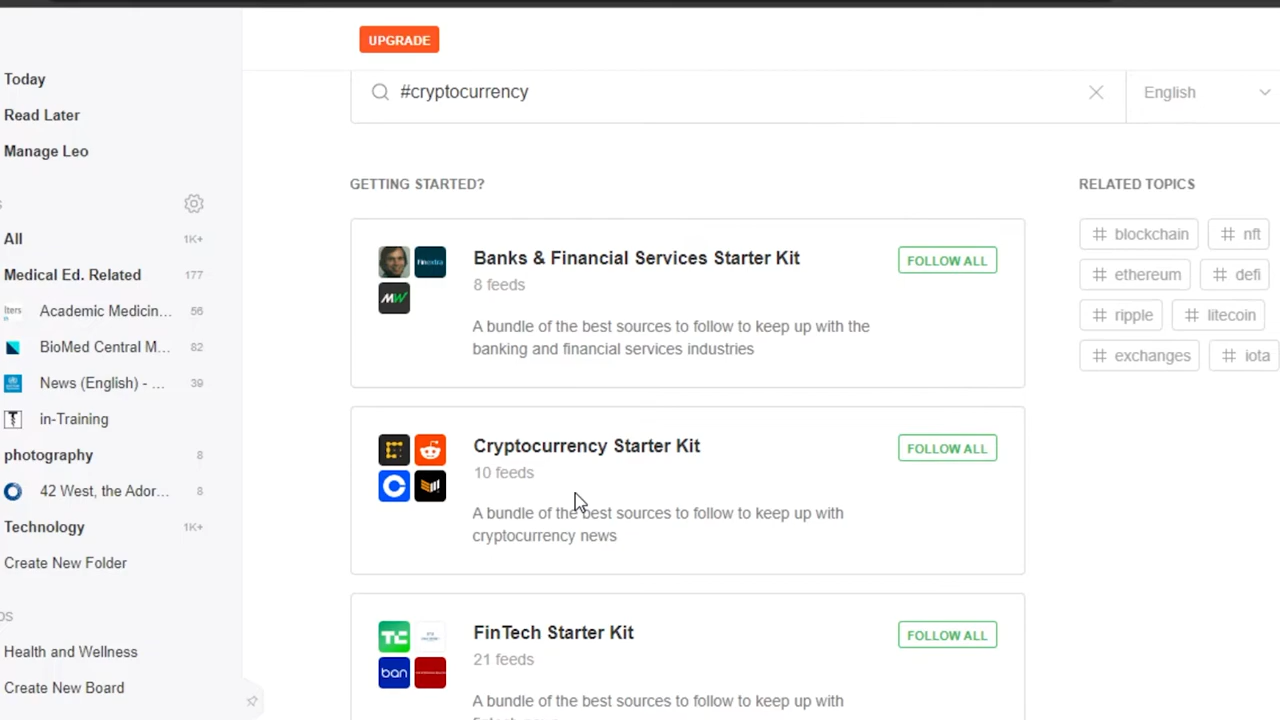 UPGRADE
Today
Read Later
Manage Leo
All 1K+
Medical Ed. Related 177
Academic Medicin... 56
BioMed Central M... 82
News (English) - ... 39
in-Training
photography 8
42 West, the Ador... 8
Technology 1K+
Create New Folder
Health and Wellness
Create New Board
#cryptocurrency
English
GETTING STARTED?
Banks & Financial Services Starter Kit
FOLLOW ALL
8 feeds
A bundle of the best sources to follow to keep up with the
banking and financial services industries
Finextra
MW
Cryptocurrency Starter Kit
FOLLOW ALL
10 feeds
A bundle of the best sources to follow to keep up with
cryptocurrency news
FinTech Starter Kit
FOLLOW ALL
21 feeds
TC
ban
A bundle of the best sources to follow to keep up with
RELATED TOPICS
# blockchain # nft
# ethereum # defi
# ripple # litecoin
# exchanges # iota